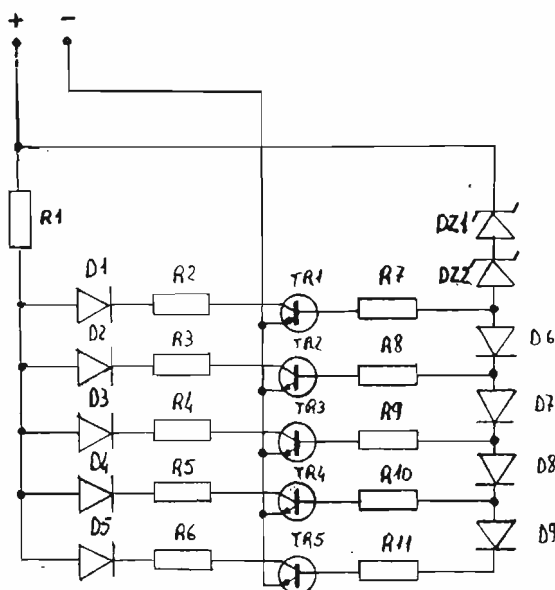 + -
R1
DZ1
DZ2
D1 R2 TR1 R7
D2 R3 TR2 R8 D6
D3 R4 TR3 R9 D7
D4 R5 TR4 R10 D8
D5 R6 TR5 R11 D9